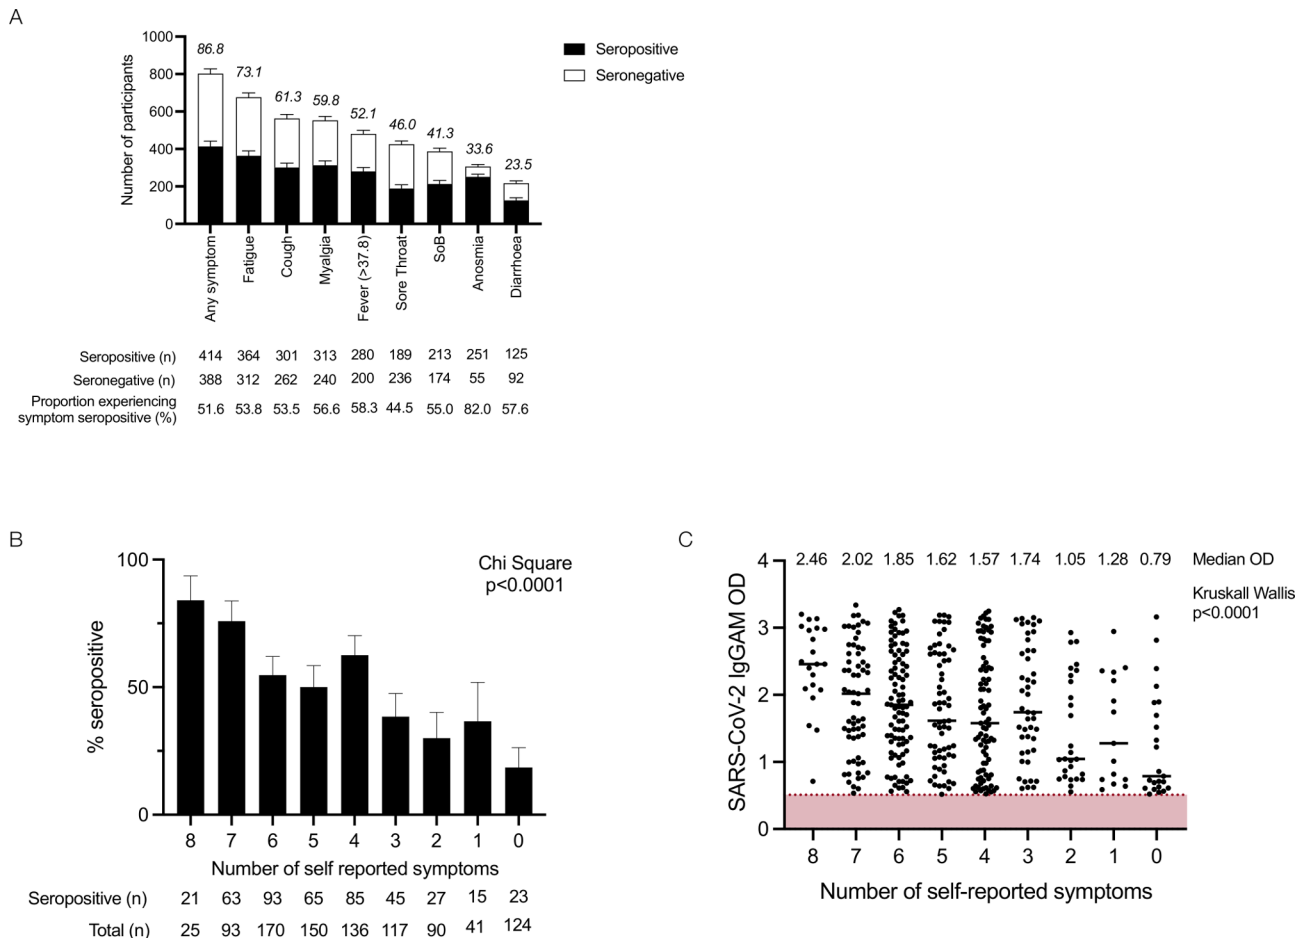 A
Number of participants
1000
800
600
400
200
0
86.8
73.1
61.3
59.8
52.1
46.0
41.3
33.6
23.5
Seropositive
Seronegative
Any symptom
Fatigue
Cough
Myalgia
Fever (>37.8)
Sore Throat
SoB
Anosmia
Diarrhoea
Seropositive (n) 414 364 301 313 280 189 213 251 125
Seronegative (n) 388 312 262 240 200 236 174 55 92
Proportion experiencing
symptom seropositive (%) 51.6 53.8 53.5 56.6 58.3 44.5 55.0 82.0 57.6
B
% seropositive
100
50
0
Chi Square
p<0.0001
8 7 6 5 4 3 2 1 0
Number of self reported symptoms
Seropositive (n) 21 63 93 65 85 45 27 15 23
Total (n) 25 93 170 150 136 117 90 41 124
C
SARS-CoV-2 IgGAM OD
4
3
2
1
0
2.46 2.02 1.85 1.62 1.57 1.74 1.05 1.28 0.79 Median OD
Kruskall Wallis
p<0.0001
8 7 6 5 4 3 2 1 0
Number of self-reported symptoms